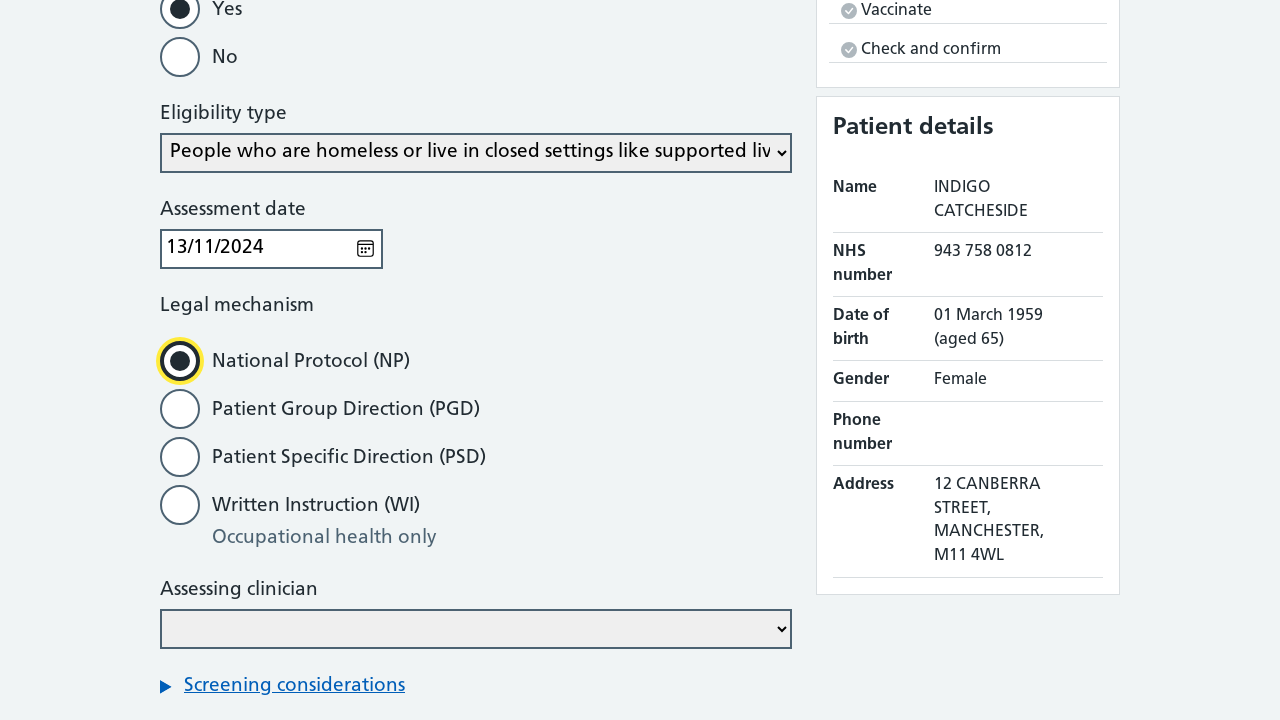 Yes
No
Eligibility type
People who are homeless or live in closed settings like supported liv
Assessment date
13/11/2024
Legal mechanism
National Protocol (NP)
Patient Group Direction (PGD)
Patient Specific Direction (PSD)
Written Instruction (WI)
Occupational health only
Assessing clinician
Screening considerations
Vaccinate
Check and confirm
Patient details
Name INDIGO
CATCHESIDE
NHS 943 758 0812
number
Date of 01 March 1959
birth (aged 65)
Gender Female
Phone
number
Address 12 CANBERRA
STREET,
MANCHESTER,
M11 4WL